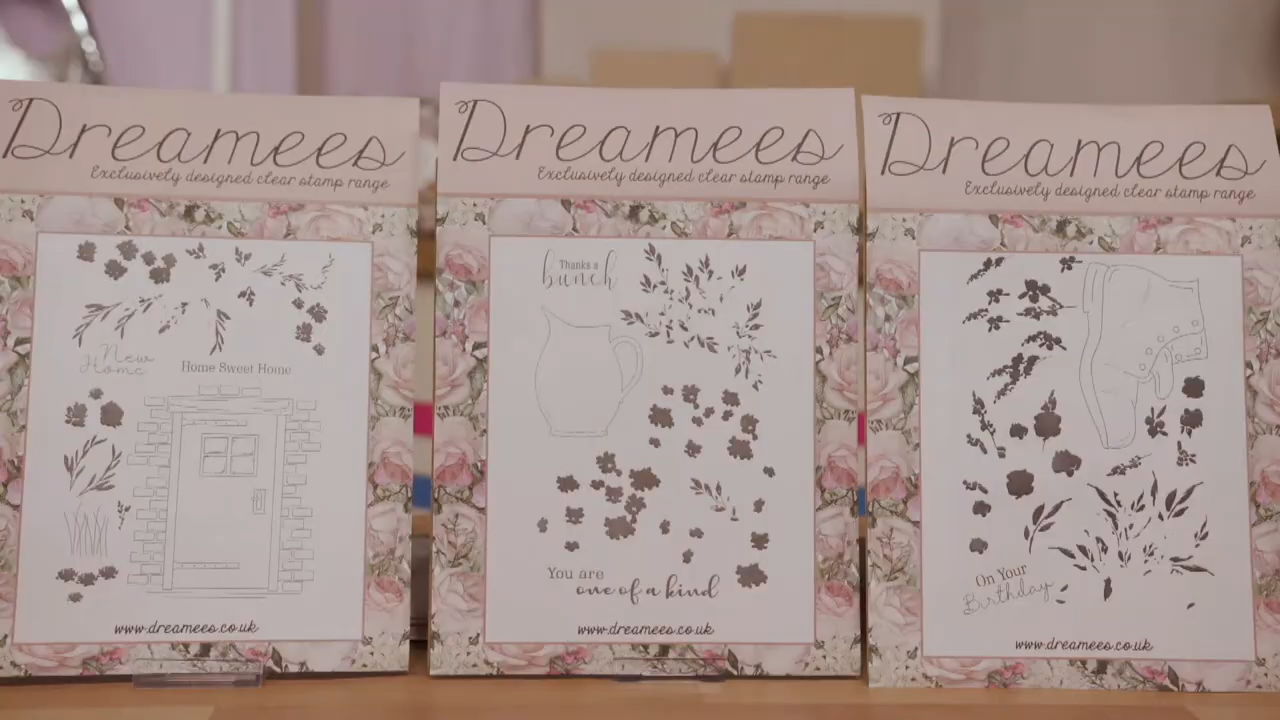 Dreamees
Exclusively designed clear stamp range
New
Home
Home Sweet Home
www.dreamees.co.uk
Dreamees
Exclusively designed clear stamp range
Thanks a
bunch
You are
one of a kind
www.dreamees.co.uk
Dreamees
Exclusively designed clear stamp range
On Your
Birthday
www.dreamees.co.uk